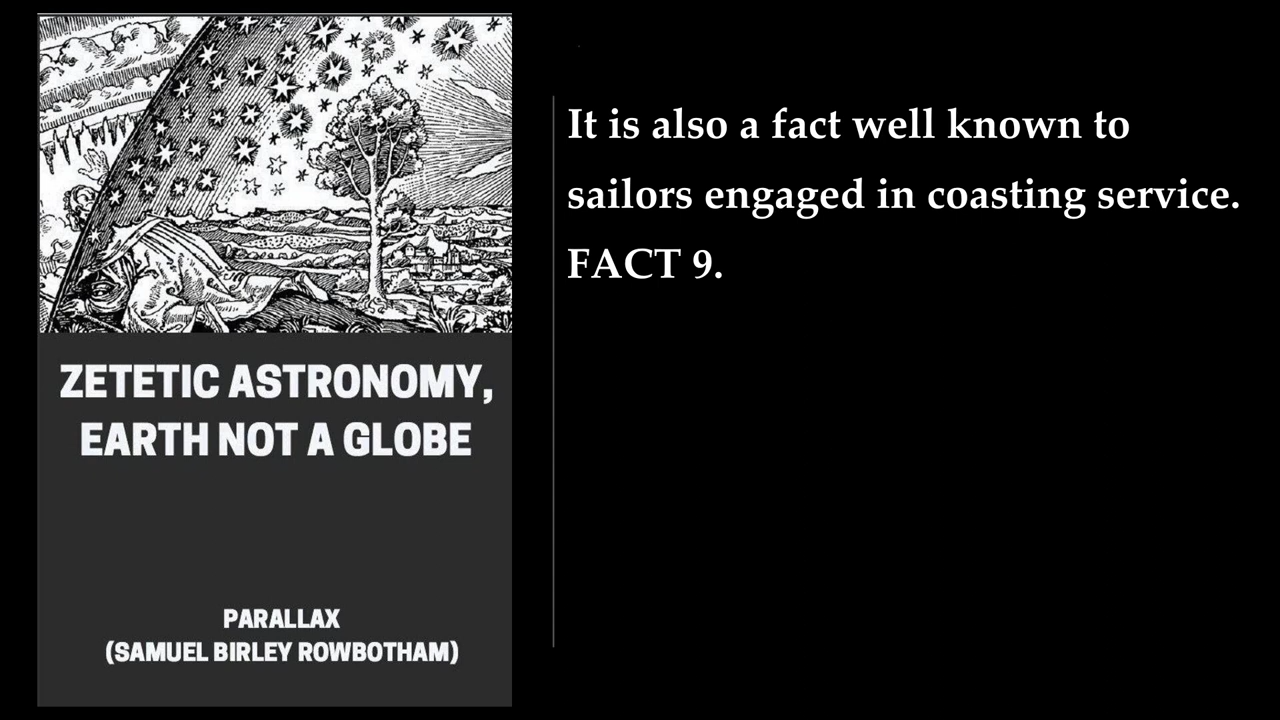 ZETETIC ASTRONOMY,
EARTH NOT A GLOBE
PARALLAX
(SAMUEL BIRLEY ROWBOTHAM)
It is also a fact well known to
sailors engaged in coasting service.
FACT 9.